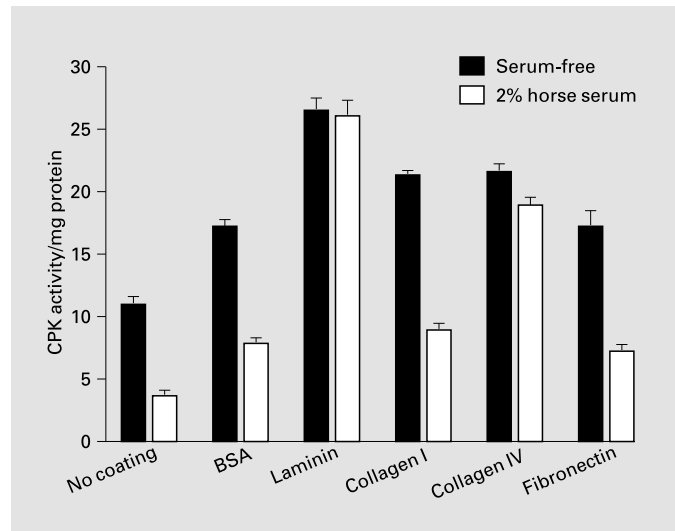 Serum-free
2% horse serum
CPK activity/mg protein
30
25
20
15
10
5
0
No coating
BSA
Laminin
Collagen I
Collagen IV
Fibronectin